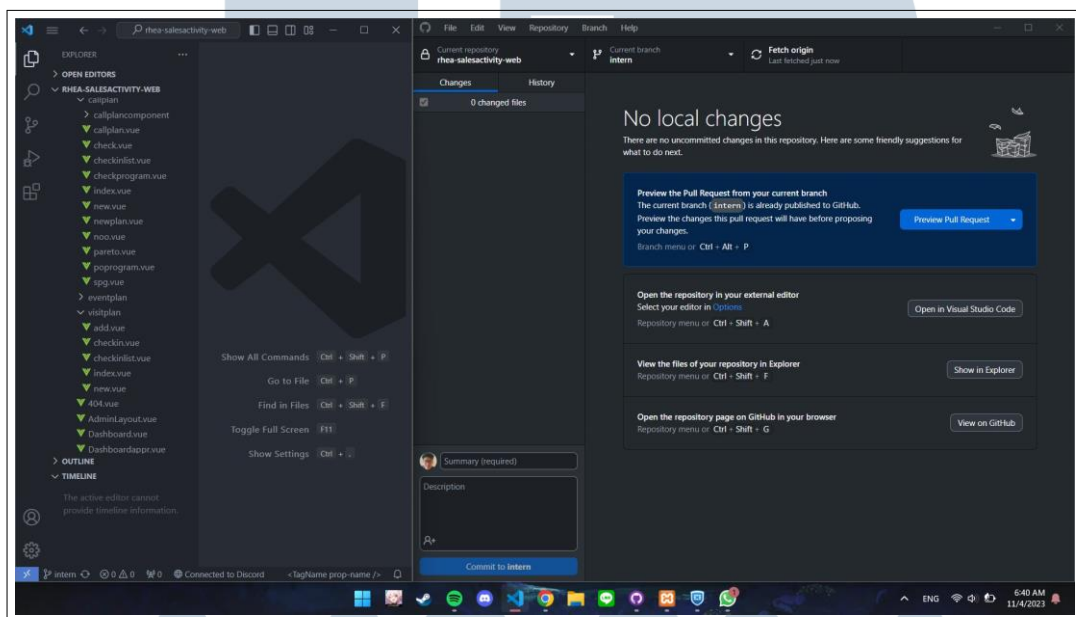 rhea-salesactivity-web
EXPLORER
OPEN EDITORS
RHEA-SALESACTIVITY-WEB
callplan
callplancomponent
callplan.vue
check.vue
checkinlist.vue
checkprogram.vue
index.vue
new.vue
newplan.vue
noo.vue
pareto.vue
poprogram.vue
spg.vue
eventplan
visitplan
add.vue
checkin.vue
checkinlist.vue
index.vue
new.vue
404.vue
AdminLayout.vue
Dashboard.vue
Dashboardappr.vue
OUTLINE
TIMELINE
The active editor cannot
provide timeline information.
Show All Commands Ctrl + Shift + P
Go to File Ctrl + P
Find in Files Ctrl + Shift + F
Toggle Full Screen F11
Show Settings Ctrl + ,
intern 0 0 0 Connected to Discord <TagName prop-name />
File Edit View Repository Branch Help
Current repository
rhea-salesactivity-web
Current branch
intern
Fetch origin
Last fetched just now
Changes History
0 changed files
Summary (required)
Description
Commit to intern
No local changes
There are no uncommitted changes in this repository. Here are some friendly suggestions for
what to do next.
Preview the Pull Request from your current branch
The current branch (intern) is already published to GitHub.
Preview the changes this pull request will have before proposing
your changes.
Branch menu or Ctrl + Alt + P
Preview Pull Request
Open the repository in your external editor
Select your editor in Options
Repository menu or Ctrl + Shift + A
Open in Visual Studio Code
View the files of your repository in Explorer
Repository menu or Ctrl + Shift + F
Show in Explorer
Open the repository page on GitHub in your browser
Repository menu or Ctrl + Shift + G
View on GitHub
ENG
6:40 AM
11/4/2023